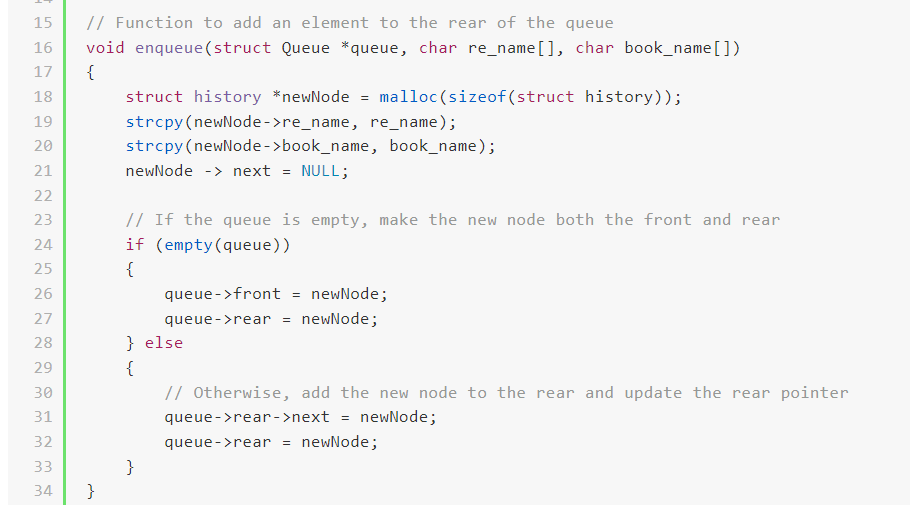 15 // Function to add an element to the rear of the queue
16 void enqueue(struct Queue *queue, char re_name[], char book_name[])
17 {
18     struct history *newNode = malloc(sizeof(struct history));
19     strcpy(newNode->re_name, re_name);
20     strcpy(newNode->book_name, book_name);
21     newNode -> next = NULL;
22
23     // If the queue is empty, make the new node both the front and rear
24     if (empty(queue))
25     {
26         queue->front = newNode;
27         queue->rear = newNode;
28     } else
29     {
30         // Otherwise, add the new node to the rear and update the rear pointer
31         queue->rear->next = newNode;
32         queue->rear = newNode;
33     }
34 }